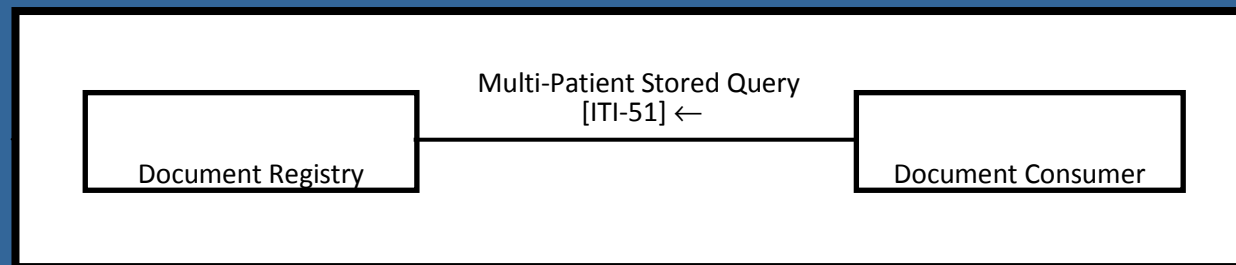 Multi-Patient Stored Query
[ITI-51] ←
Document Registry
Document Consumer